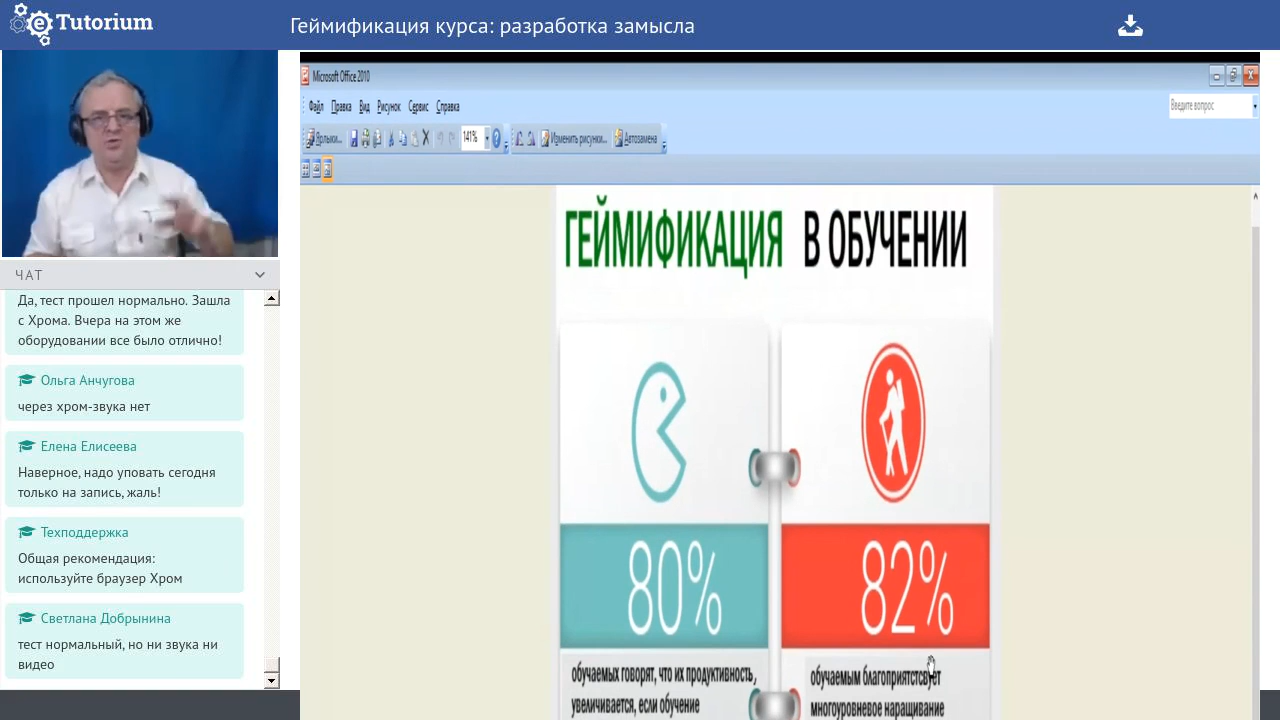 eTutorium
Геймификация курса: разработка замысла
ЧАТ
Да, тест прошел нормально. Зашла
с Хрома. Вчера на этом же
оборудовании все было отлично!
Ольга Анчугова
через хром-звука нет
Елена Елисеева
Наверное, надо уповать сегодня
только на запись, жаль!
Техподдержка
Общая рекомендация:
используйте браузер Хром
Светлана Добрынина
тест нормальный, но ни звука ни
видео
Microsoft Office 2010
Файл Правка Вид Рисунок Сервис Справка
Введите вопрос
Ярлыки... 141% Изменить рисунки... Автозамена
ГЕЙМИФИКАЦИЯ В ОБУЧЕНИИ
80%
82%
обучаемых говорят, что их продуктивность,
увеличивается, если обучение
обучаемым благоприятстсвует
многоуровневое наращивание